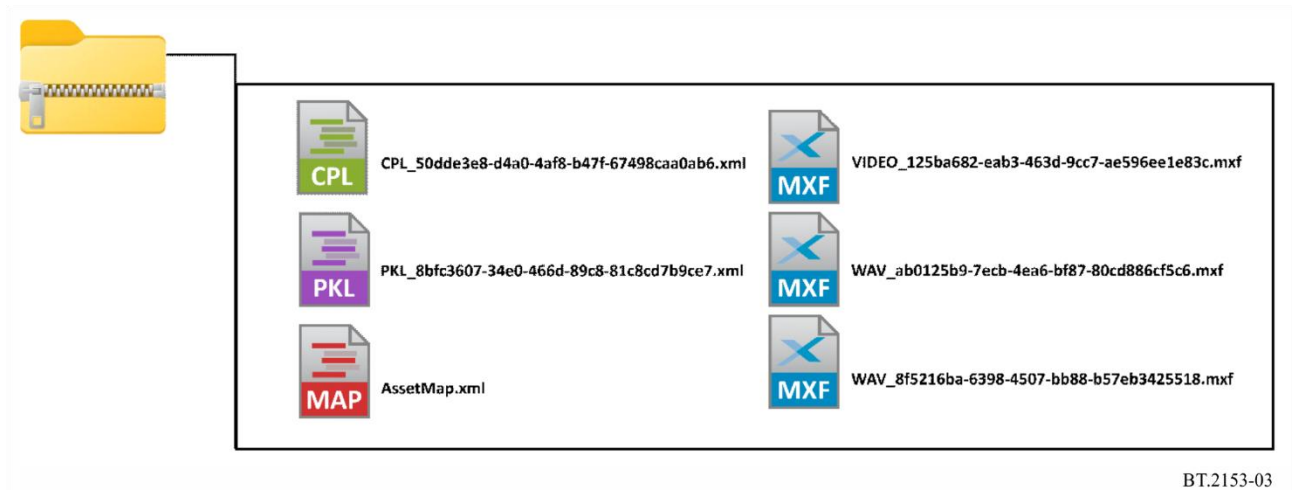 CPL
CPL_50dde3e8-d4a0-4af8-b47f-67498caa0ab6.xml
PKL
PKL_8bfc3607-34e0-466d-89c8-81c8cd7b9ce7.xml
MAP
AssetMap.xml
MXF
VIDEO_125ba682-eab3-463d-9cc7-ae596ee1e83c.mxf
MXF
WAV_ab0125b9-7ecb-4ea6-bf87-80cd886cf5c6.mxf
MXF
WAV_8f5216ba-6398-4507-bb88-b57eb3425518.mxf
BT.2153-03